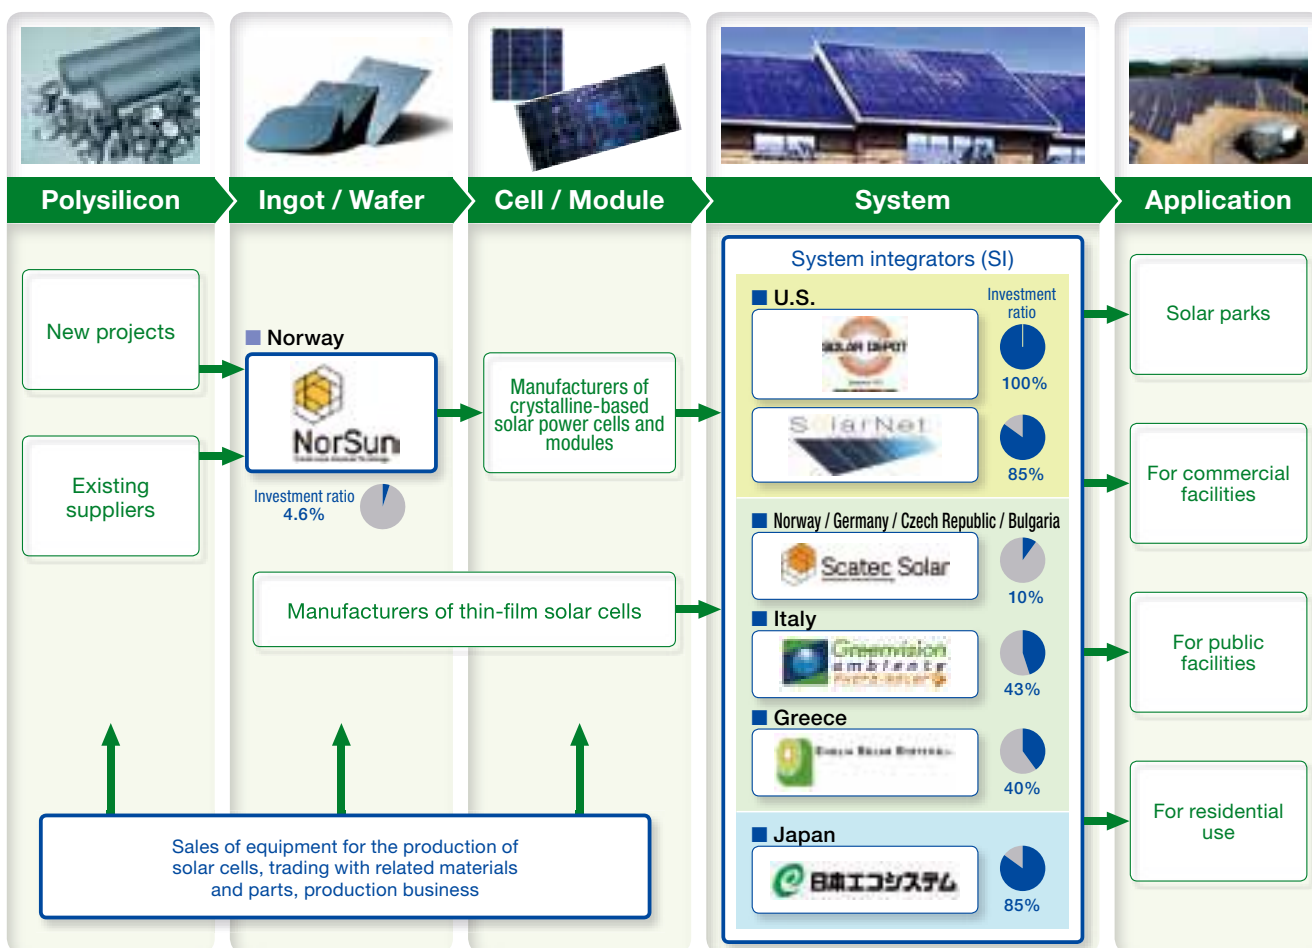 Polysilicon
Ingot / Wafer
Cell / Module
System
Application
New projects
Existing
suppliers
Norway
NorSun
Investment ratio
4.6%
Manufacturers of
crystalline-based
solar power cells and
modules
Manufacturers of thin-film solar cells
Sales of equipment for the production of
solar cells, trading with related materials
and parts, production business
System integrators (SI)
U.S.
Investment
ratio
SOLAR DEPOT
100%
SolarNet
85%
Norway / Germany / Czech Republic / Bulgaria
Scatec Solar
10%
Italy
Greenvision
ambiente
43%
Greece
40%
Japan
日本エコシステム
85%
Solar parks
For commercial
facilities
For public
facilities
For residential
use